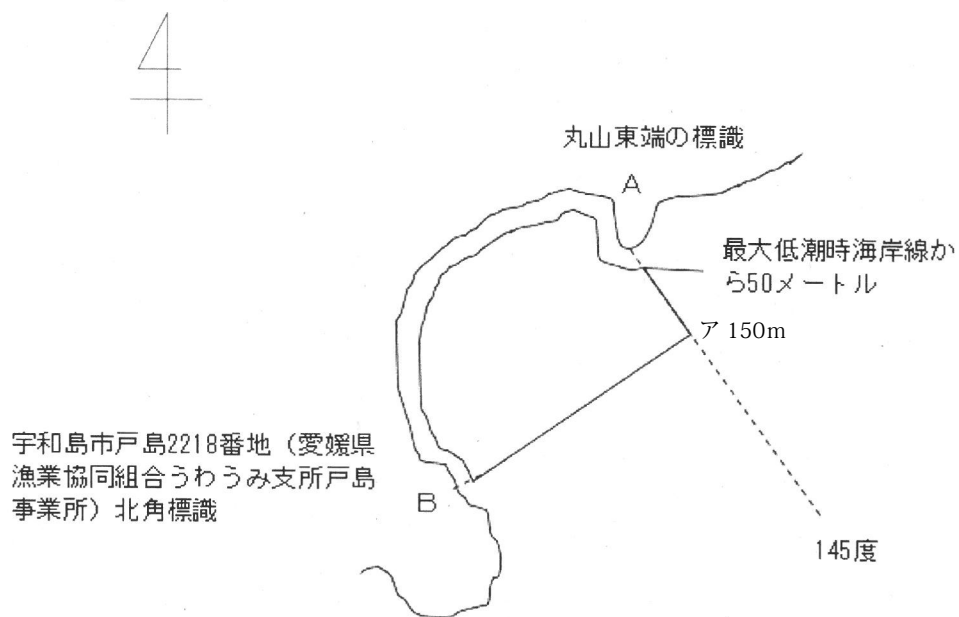 丸山東端の標識
A
最大低潮時海岸線か
ら50メートル
ア 150m
宇和島市戸島2218番地（愛媛県
漁業協同組合うわうみ支所戸島
事業所）北角標識
B
145度